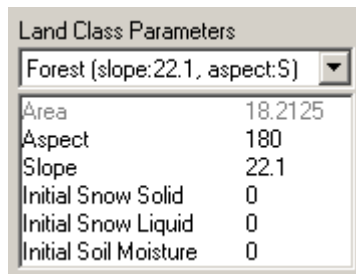 Land Class Parameters
Forest (slope:22.1, aspect:S)
Area 18.2125
Aspect 180
Slope 22.1
Initial Snow Solid 0
Initial Snow Liquid 0
Initial Soil Moisture 0